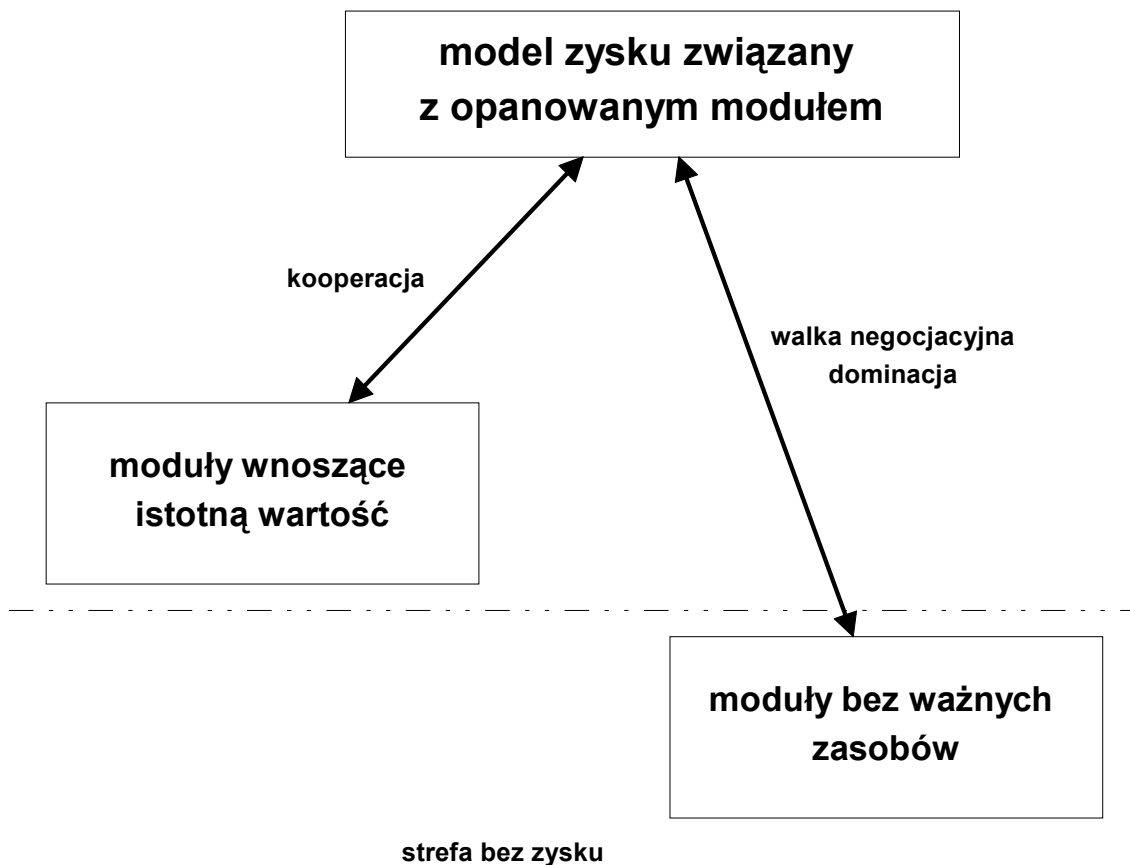 model zysku związany
z opanowanym modułem
kooperacja
walka negocjacyjna
dominacja
moduły wnoszące
istotną wartość
moduły bez ważnych
zasobów
strefa bez zysku